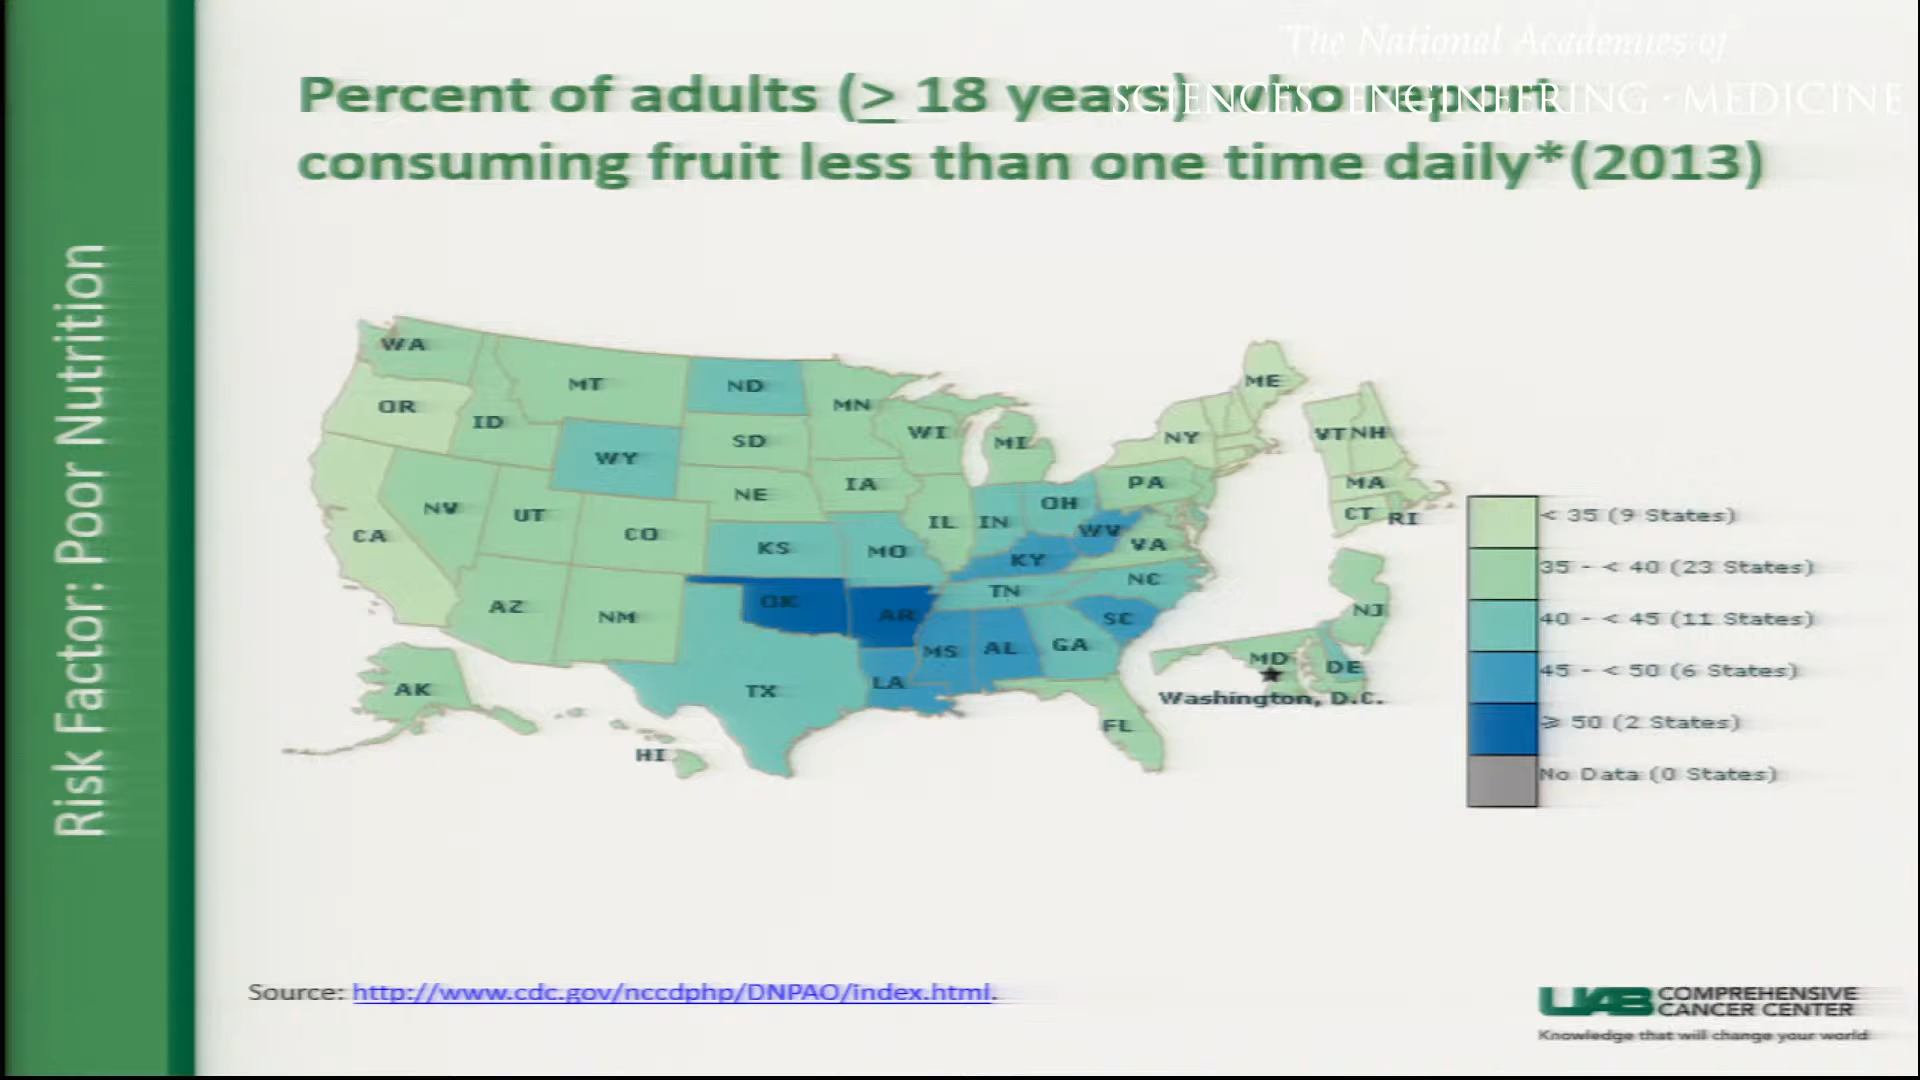 The National Academies of
SCIENCES · ENGINEERING · MEDICINE
Percent of adults (≥ 18 years) who report
consuming fruit less than one time daily*(2013)
Risk Factor: Poor Nutrition
WA
MT
ND
MN
ME
OR
ID
SD
WI
MI
NY
VT NH
WY
NE
IA
PA
MA
NV
UT
CO
IL
IN
OH
WV
VA
CT
RI
CA
KS
MO
KY
AZ
NM
OK
AR
TN
NC
NJ
MS
AL
GA
SC
MD
DE
AK
TX
LA
Washington, D.C.
FL
HI
< 35 (9 States)
35 - < 40 (23 States)
40 - < 45 (11 States)
45 - < 50 (6 States)
≥ 50 (2 States)
No Data (0 States)
Source: http://www.cdc.gov/nccdphp/DNPAO/index.html.
UAB COMPREHENSIVE
CANCER CENTER
Knowledge that will change your world